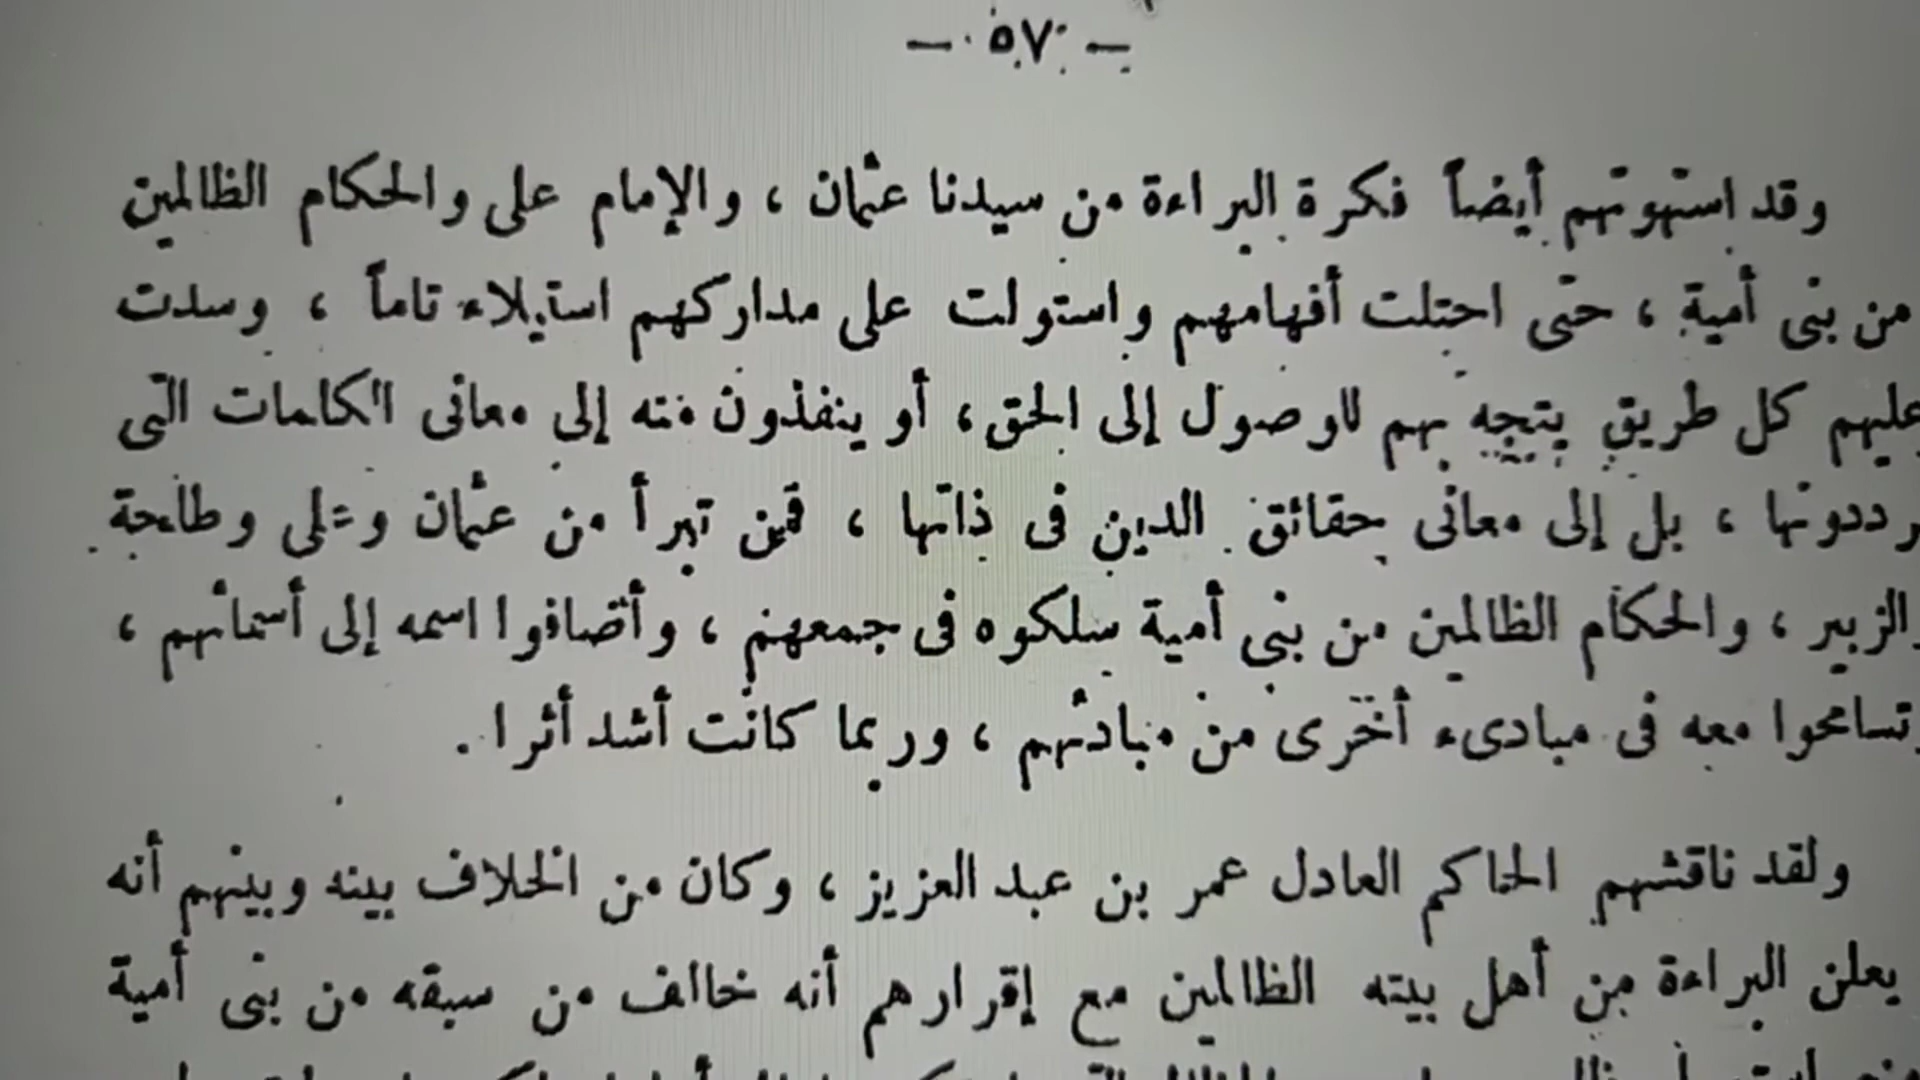 — ٥٧ —
وقد استهوتهم أيضاً فكرة البراءة من سيدنا عثمان ، والإمام على والحكام الظالمين
من بنى أمية ، حتى احتلت أفهامهم واستولت على مداركهم استيلاء تاماً ، وسدت
عليهم كل طريق يتجه بهم للوصول إلى الحق ، أو ينفذون منه إلى معانى الكلمات التى
يرددونها ، بل إلى معانى حقائق الدين فى ذاتها ، فمن تبرأ من عثمان وعلى وطلحة
والزبير ، والحكام الظالمين من بنى أمية سلكوه فى جمعهم ، وأضافوا اسمه إلى أسمائهم ،
وتسامحوا معه فى مبادىء أخرى من مبادئهم ، وربما كانت أشد أثرا .
ولقد ناقشهم الحاكم العادل عمر بن عبد العزيز ، وكان من الخلاف بينه وبينهم أنه
يعلن البراءة من أهل بيته الظالمين مع إقرارهم أنه خالف من سبقه من بنى أمية